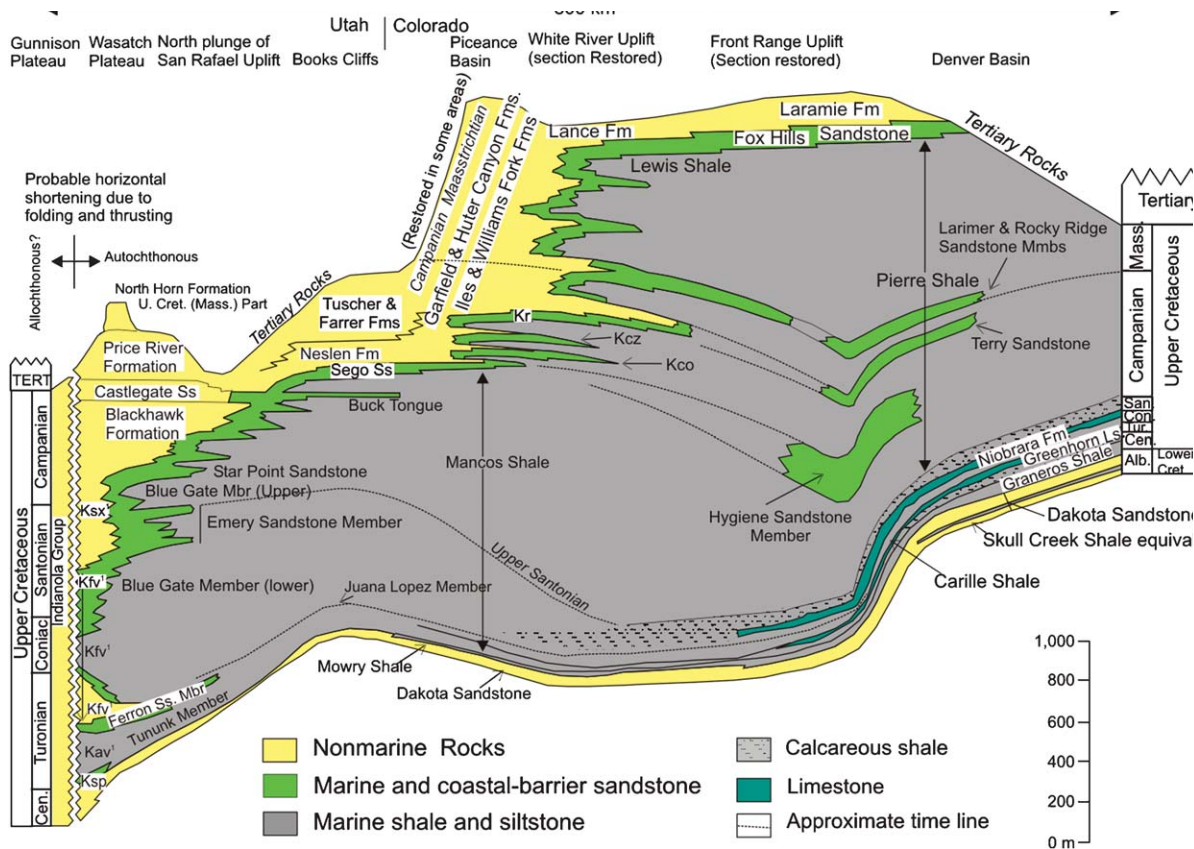 Utah
Colorado
Gunnison
Plateau
Wasatch
Plateau
North plunge of
San Rafael Uplift
Books Cliffs
Piceance
Basin
White River Uplift
(section Restored)
Front Range Uplift
(Section restored)
Denver Basin
Probable horizontal
shortening due to
folding and thrusting
Allochthonous?
Autochthonous
North Horn Formation
U. Cret. (Mass.) Part
Tertiary Rocks
(Restored in some areas)
Campanian Maasstrichtian
Garfield & Huter Canyon Fms.
Iles & Williams Fork Fms
Lance Fm
Laramie Fm
Fox Hills
Sandstone
Lewis Shale
Tertiary Rocks
Tertiary
Mass.
Campanian
San.
Con.
Tur.
Cen.
Alb.
Upper Cretaceous
Lower
Cret.
Larimer & Rocky Ridge
Sandstone Mmbs
Pierre Shale
Terry Sandstone
Tuscher &
Farrer Fms
Kr
Kcz
Kco
Neslen Fm
Sego Ss
Buck Tongue
Price River
Formation
Castlegate Ss
Blackhawk
Formation
TERT
Campanian
Santonian
Coniac
Turonian
Cen.
Upper Cretaceous
Indianola Group
Star Point Sandstone
Blue Gate Mbr (Upper)
Ksx¹
Emery Sandstone Member
Mancos Shale
Hygiene Sandstone
Member
Niobrara Fm
Greenhorn Ls
Graneros Shale
Dakota Sandstone
Skull Creek Shale equival
Carille Shale
Kfv¹
Blue Gate Member (lower)
Juana Lopez Member
Upper Santonian
Kfv¹
Kfv¹
Ferron Ss. Mbr
Tununk Member
Kav¹
Ksp
Mowry Shale
Dakota Sandstone
Nonmarine Rocks
Marine and coastal-barrier sandstone
Marine shale and siltstone
Calcareous shale
Limestone
Approximate time line
1,000
800
600
400
200
0 m